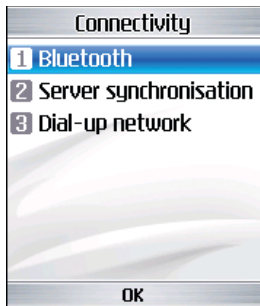 Connectivity
1 Bluetooth
2 Server synchronisation
3 Dial-up network
OK